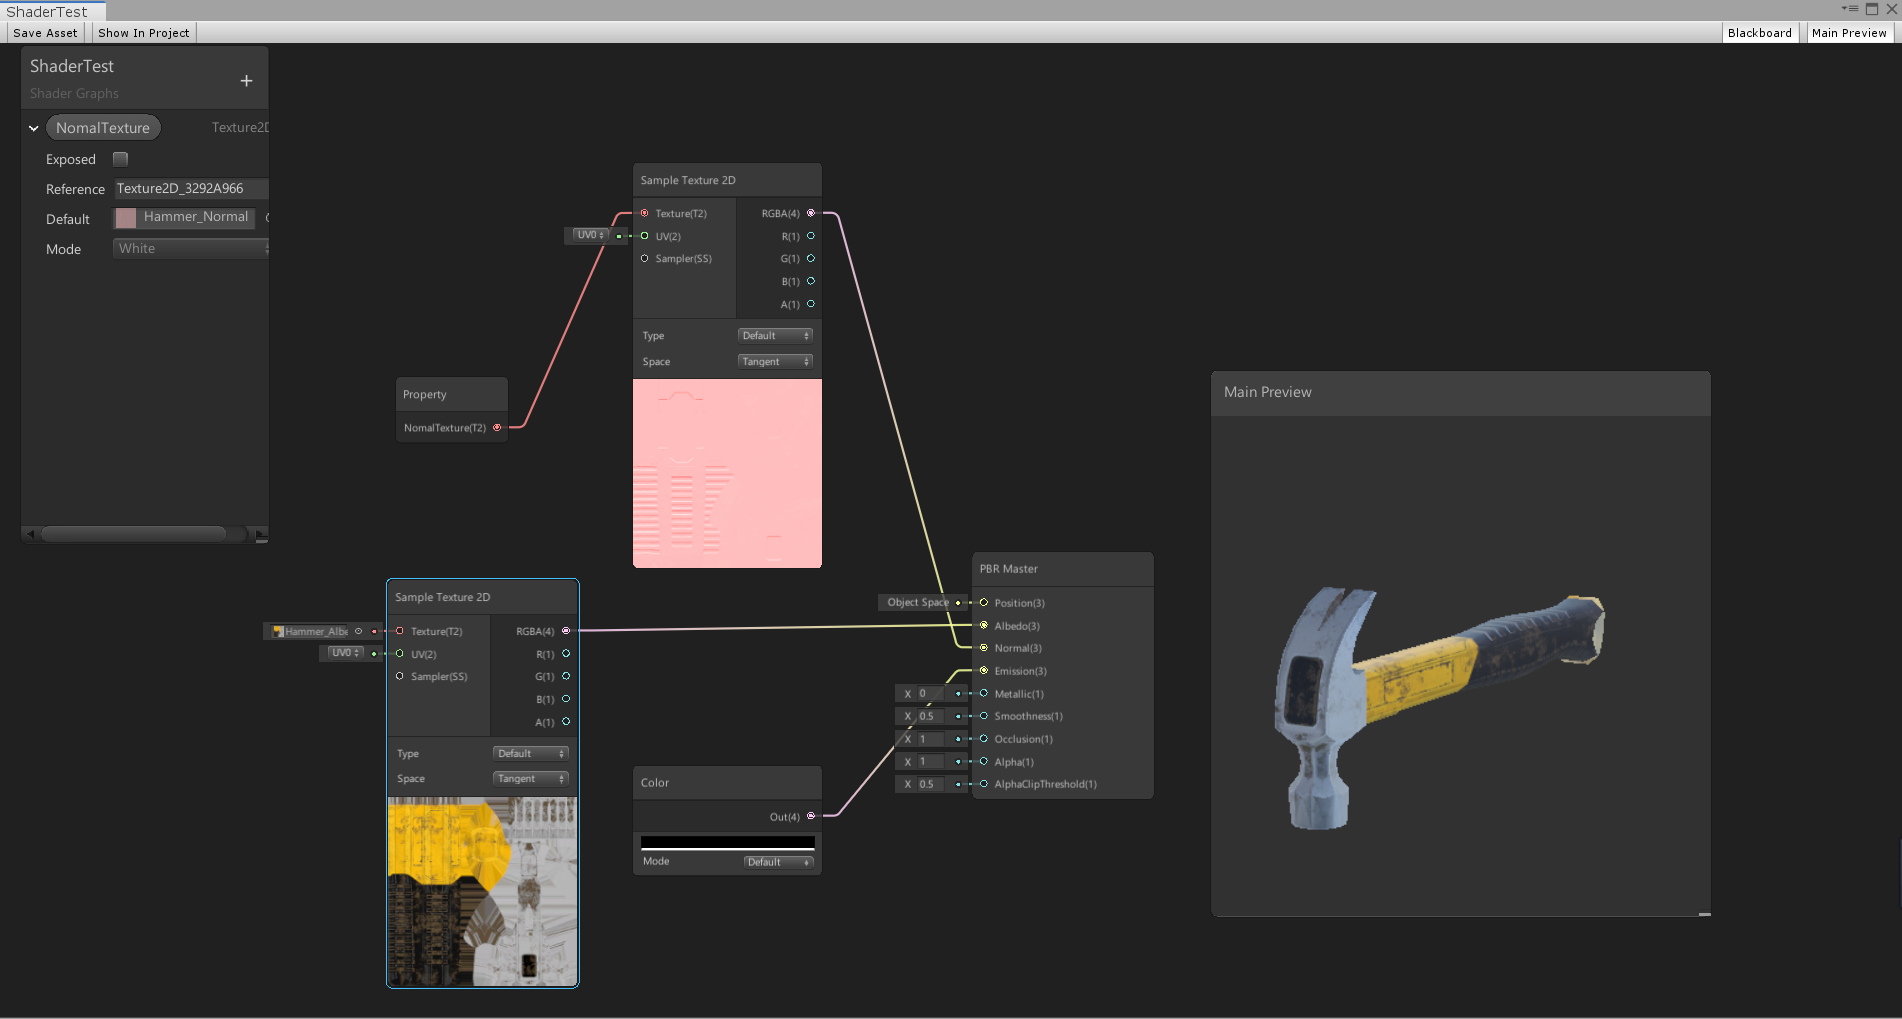 ShaderTest
Save Asset
Show In Project
Blackboard
Main Preview
ShaderTest
+
Shader Graphs
NomalTexture
Texture2D
Exposed
Reference
Texture2D_3292A966
Default
Hammer_Normal
Mode
White
Sample Texture 2D
Texture(T2)
RGBA(4)
UV0
UV(2)
R(1)
Sampler(SS)
G(1)
B(1)
A(1)
Type
Default
Space
Tangent
Property
NomalTexture(T2)
Main Preview
Sample Texture 2D
Hammer_Albe
Texture(T2)
RGBA(4)
UV0
UV(2)
R(1)
Sampler(SS)
G(1)
B(1)
A(1)
Type
Default
Space
Tangent
PBR Master
Object Space
Position(3)
Albedo(3)
Normal(3)
Emission(3)
X 0
Metallic(1)
X 0.5
Smoothness(1)
X 1
Occlusion(1)
X 1
Alpha(1)
X 0.5
AlphaClipThreshold(1)
Color
Out(4)
Mode
Default